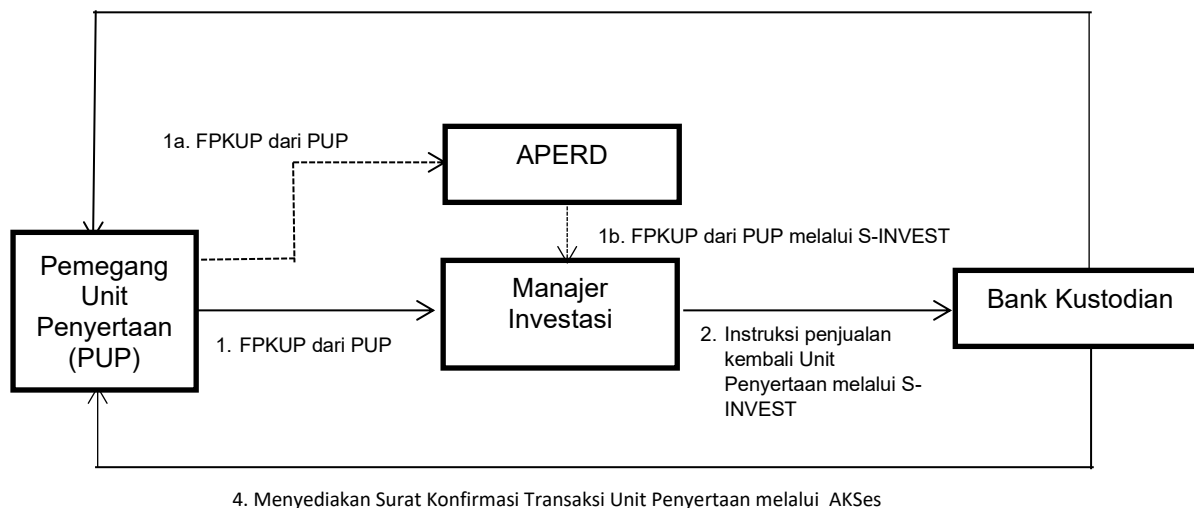 1a. FPKUP dari PUP
APERD
1b. FPKUP dari PUP melalui S-INVEST
Pemegang
Unit
Penyertaan
(PUP)
Manajer
Investasi
Bank Kustodian
1. FPKUP dari PUP
2. Instruksi penjualan
kembali Unit
Penyertaan melalui S-
INVEST
4. Menyediakan Surat Konfirmasi Transaksi Unit Penyertaan melalui AKSes